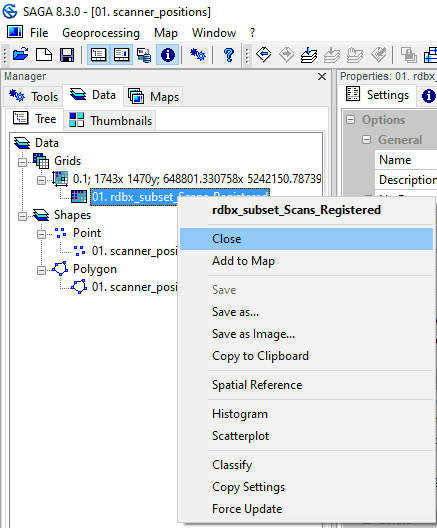 SAGA 8.3.0 - [01. scanner_positions]
File Geoprocessing Map Window ?
Manager
Properties: 01. rdbx_
Tools Data Maps
Settings
Tree Thumbnails
Options
Data
General
Grids
Name
0.1; 1743x 1470y; 648801.330758x 5242150.78739
Description
01. rdbx_subset_Scans_Registered
Shapes
rdbx_subset_Scans_Registered
Point
Close
01. scanner_posi
Add to Map
Polygon
01. scanner_posi
Save
Save as...
Save as Image...
Copy to Clipboard
Spatial Reference
Histogram
Scatterplot
Classify
Copy Settings
Force Update